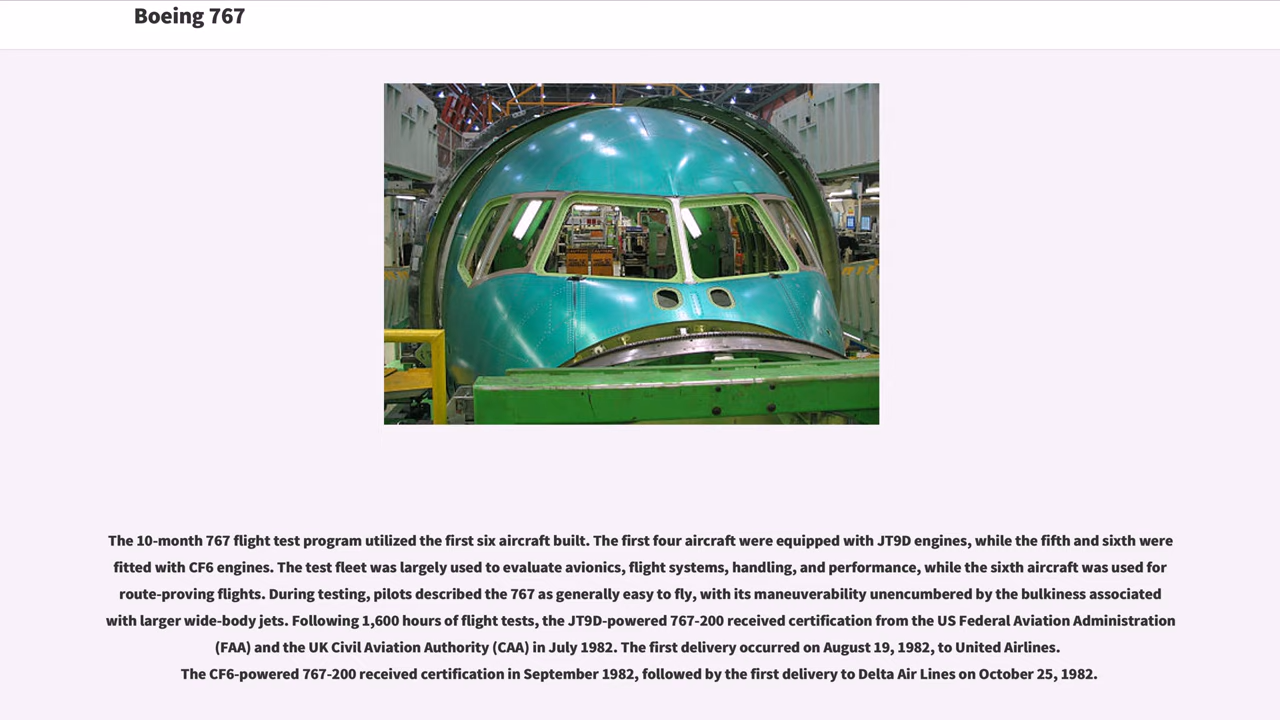 Boeing 767
The 10-month 767 flight test program utilized the first six aircraft built. The first four aircraft were equipped with JT9D engines, while the fifth and sixth were
fitted with CF6 engines. The test fleet was largely used to evaluate avionics, flight systems, handling, and performance, while the sixth aircraft was used for
route-proving flights. During testing, pilots described the 767 as generally easy to fly, with its maneuverability unencumbered by the bulkiness associated
with larger wide-body jets. Following 1,600 hours of flight tests, the JT9D-powered 767-200 received certification from the US Federal Aviation Administration
(FAA) and the UK Civil Aviation Authority (CAA) in July 1982. The first delivery occurred on August 19, 1982, to United Airlines.
The CF6-powered 767-200 received certification in September 1982, followed by the first delivery to Delta Air Lines on October 25, 1982.